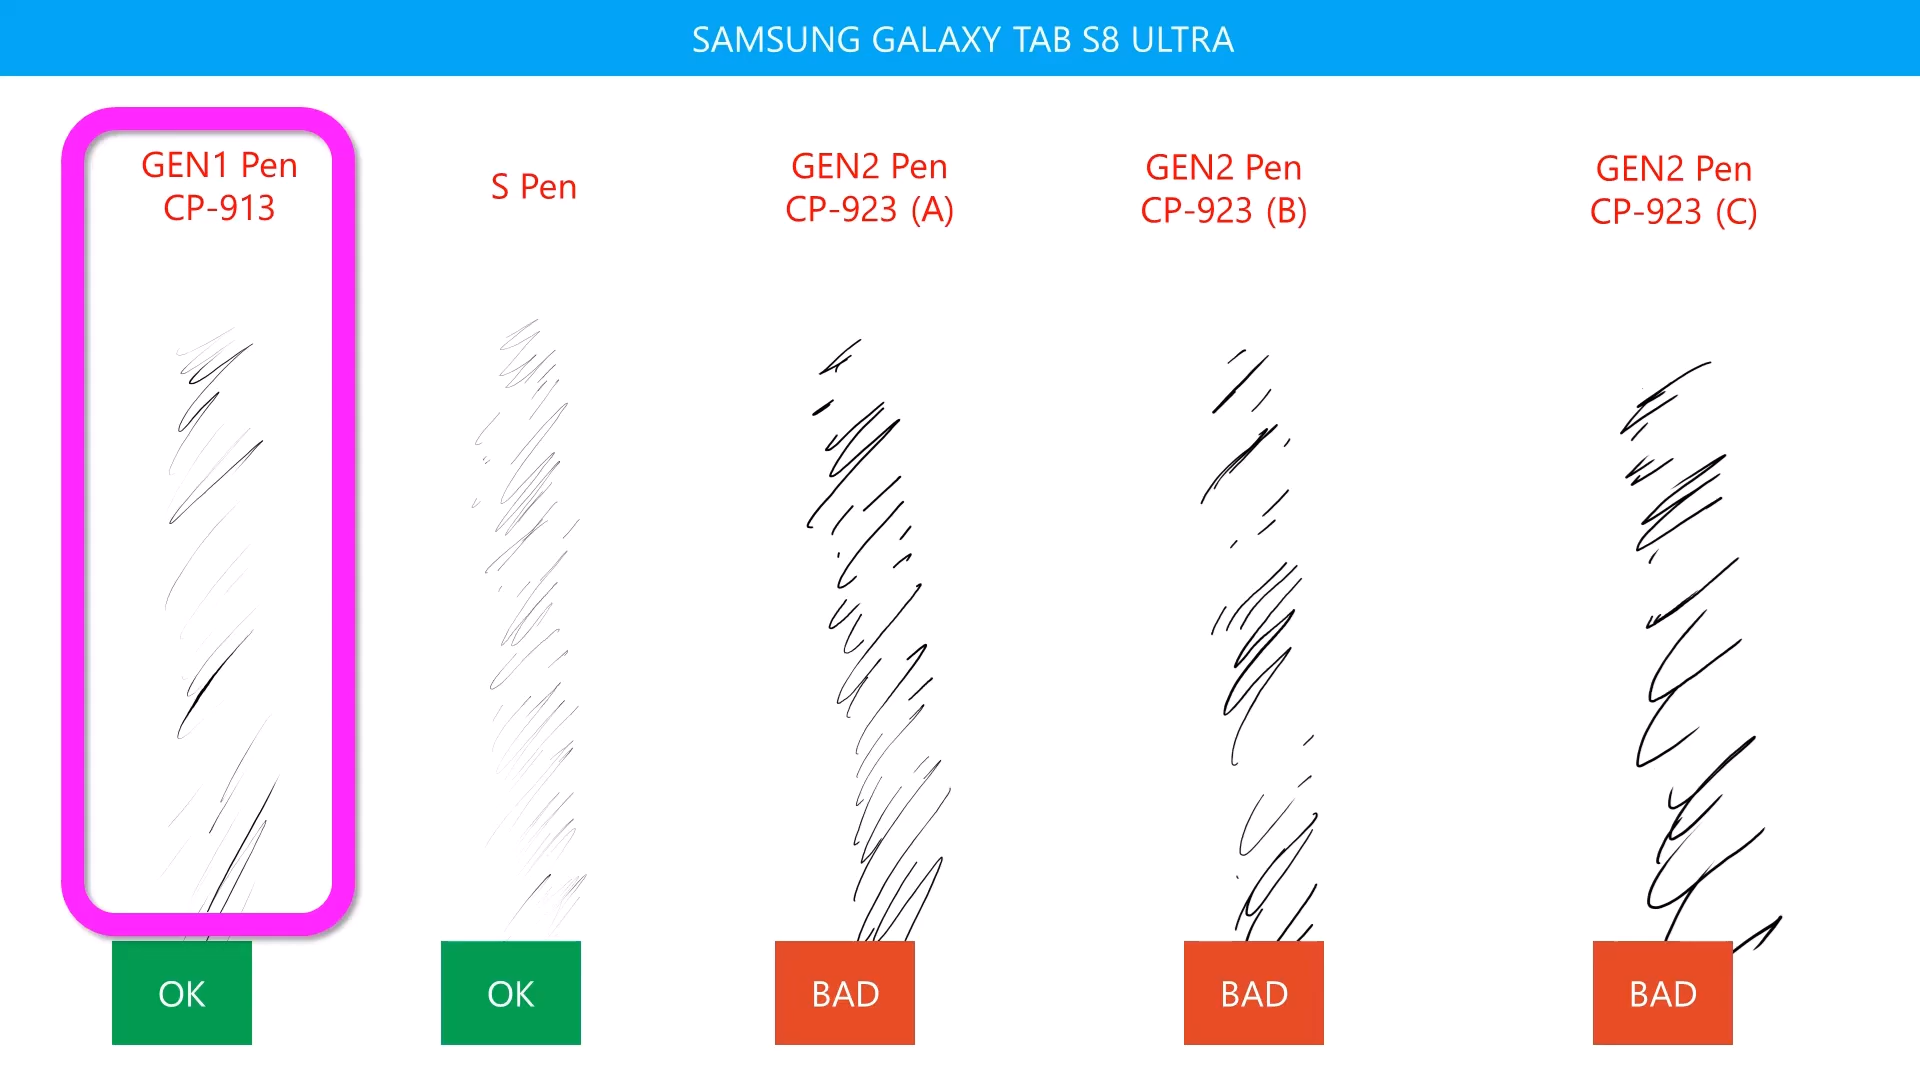 SAMSUNG GALAXY TAB S8 ULTRA
GEN1 Pen
CP-913
S Pen
GEN2 Pen
CP-923 (A)
GEN2 Pen
CP-923 (B)
GEN2 Pen
CP-923 (C)
OK
OK
BAD
BAD
BAD